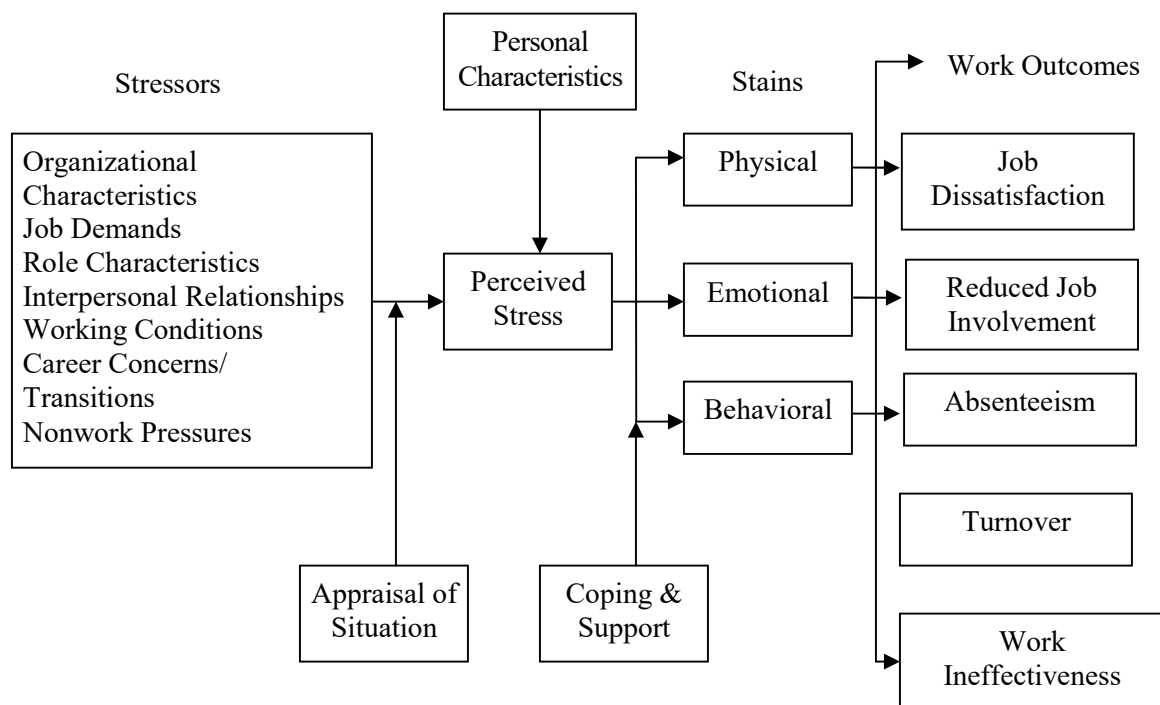 Personal
Characteristics
Stressors
Stains
Work Outcomes
Organizational
Characteristics
Job Demands
Role Characteristics
Interpersonal Relationships
Working Conditions
Career Concerns/
Transitions
Nonwork Pressures
Perceived
Stress
Physical
Emotional
Behavioral
Job
Dissatisfaction
Reduced Job
Involvement
Absenteeism
Turnover
Work
Ineffectiveness
Appraisal of
Situation
Coping &
Support